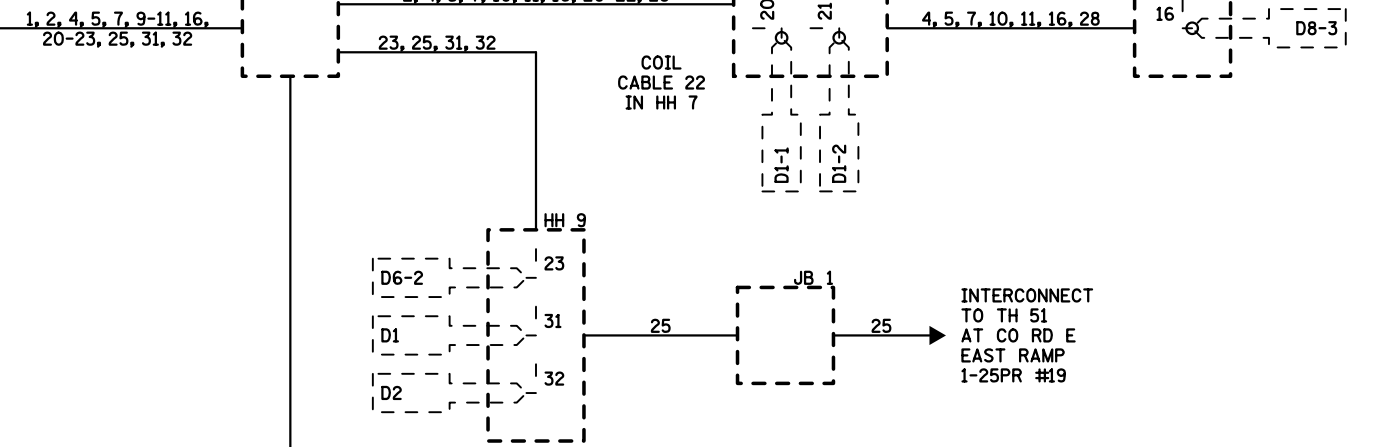 1, 2, 4, 5, 7, 9-11, 16,
20-23, 25, 31, 32
23, 25, 31, 32
COIL
CABLE 22
IN HH 7
20
21
D1-1
D1-2
4, 5, 7, 10, 11, 16, 28
16
D8-3
HH 9
D6-2
23
D1
31
D2
32
25
JB 1
25
INTERCONNECT
TO TH 51
AT CO RD E
EAST RAMP
1-25PR #19